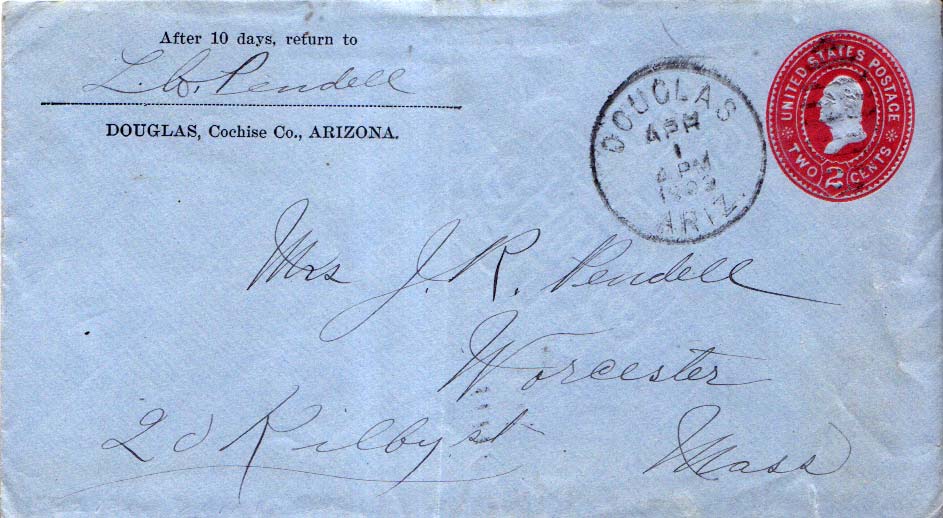 After 10 days, return to
L. W. Pendell
DOUGLAS, Cochise Co., ARIZONA.
DOUGLAS
APR
1
4 PM
ARIZ.
UNITED STATES POSTAGE
2
TWO CENTS
Mrs J. R. Pendell
Worcester
Kilby st
Mass